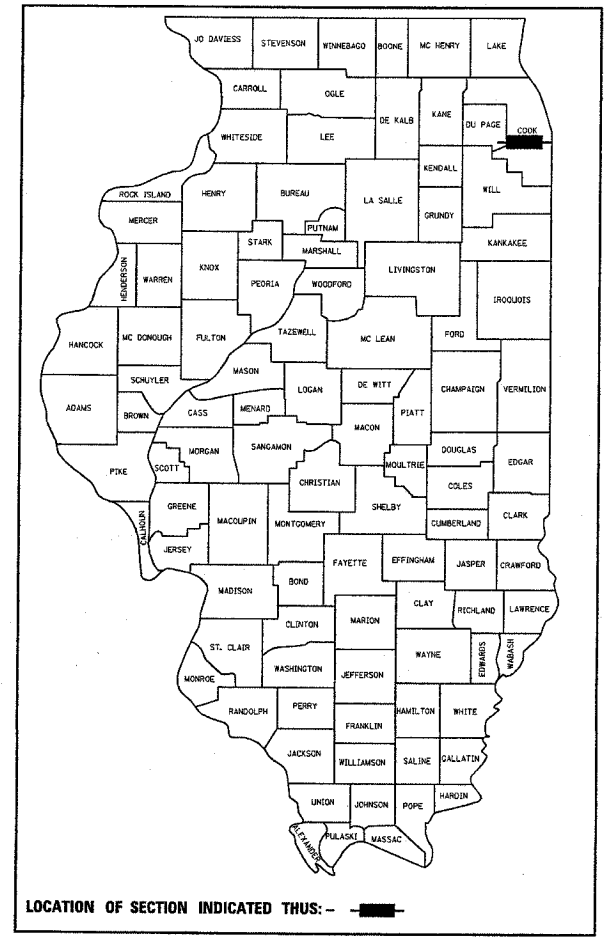 JO DAVIESS
STEVENSON
WINNEBAGO
BOONE
MC HENRY
LAKE
CARROLL
OGLE
DE KALB
KANE
DU PAGE
COOK
WHITESIDE
LEE
KENDALL
WILL
ROCK ISLAND
HENRY
BUREAU
LA SALLE
GRUNDY
MERCER
PUTNAM
STARK
MARSHALL
KANKAKEE
HENDERSON
WARREN
KNOX
PEORIA
WOODFORD
LIVINGSTON
IROQUOIS
HANCOCK
MC DONOUGH
FULTON
TAZEWELL
MC LEAN
FORD
MASON
SCHUYLER
LOGAN
DE WITT
CHAMPAIGN
VERMILION
ADAMS
BROWN
CASS
MENARD
PIATT
MACON
PIKE
SCOTT
MORGAN
SANGAMON
DOUGLAS
MOULTRIE
EDGAR
CHRISTIAN
COLES
GREENE
CALHOUN
MACOUPIN
MONTGOMERY
SHELBY
CUMBERLAND
CLARK
JERSEY
FAYETTE
EFFINGHAM
JASPER
CRAWFORD
MADISON
BOND
CLAY
RICHLAND
LAWRENCE
CLINTON
MARION
ST. CLAIR
WAYNE
EDWARDS
WABASH
WASHINGTON
MONROE
JEFFERSON
RANDOLPH
PERRY
HAMILTON
WHITE
FRANKLIN
JACKSON
WILLIAMSON
SALINE
GALLATIN
UNION
JOHNSON
POPE
HARDIN
ALEXANDER
PULASKI
MASSAC
LOCATION OF SECTION INDICATED THUS: -